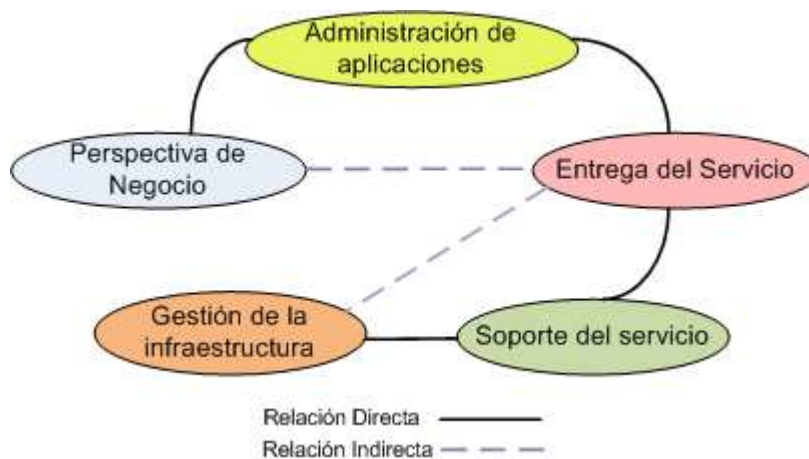 Administración de
aplicaciones
Perspectiva de
Negocio
Entrega del Servicio
Gestión de la
infraestructura
Soporte del servicio
Relación Directa
Relación Indirecta